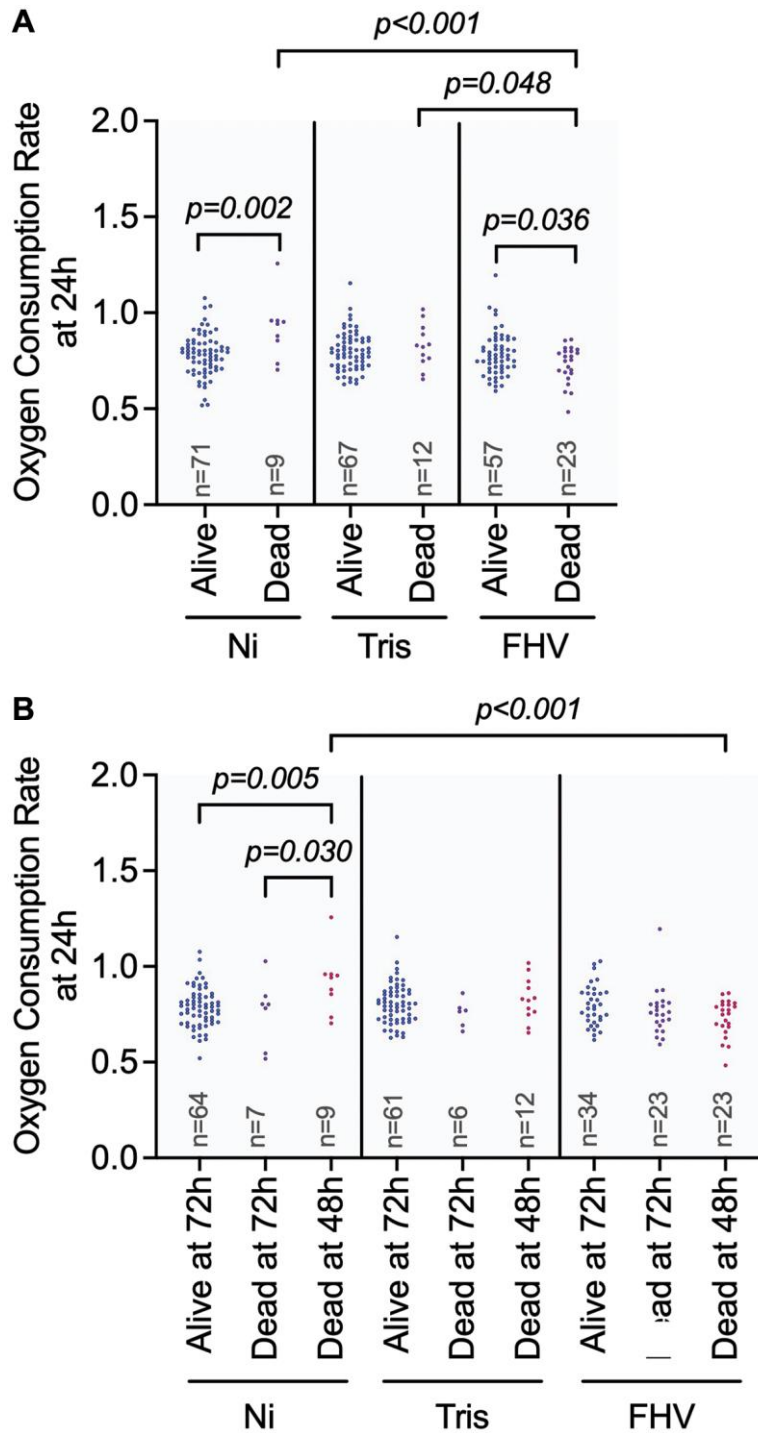 A
p<0.001
p=0.048
Oxygen Consumption Rate
at 24h
2.0
1.5
1.0
0.5
0.0
p=0.002
p=0.036
n=71
n=9
n=67
n=12
n=57
n=23
Alive
Dead
Alive
Dead
Alive
Dead
Ni
Tris
FHV
B
p<0.001
Oxygen Consumption Rate
at 24h
2.0
1.5
1.0
0.5
0.0
p=0.005
p=0.030
n=64
n=7
n=9
n=61
n=6
n=12
n=34
n=23
n=23
Alive at 72h
Dead at 72h
Dead at 48h
Alive at 72h
Dead at 72h
Dead at 48h
Alive at 72h
ead at 72h
Dead at 48h
Ni
Tris
FHV